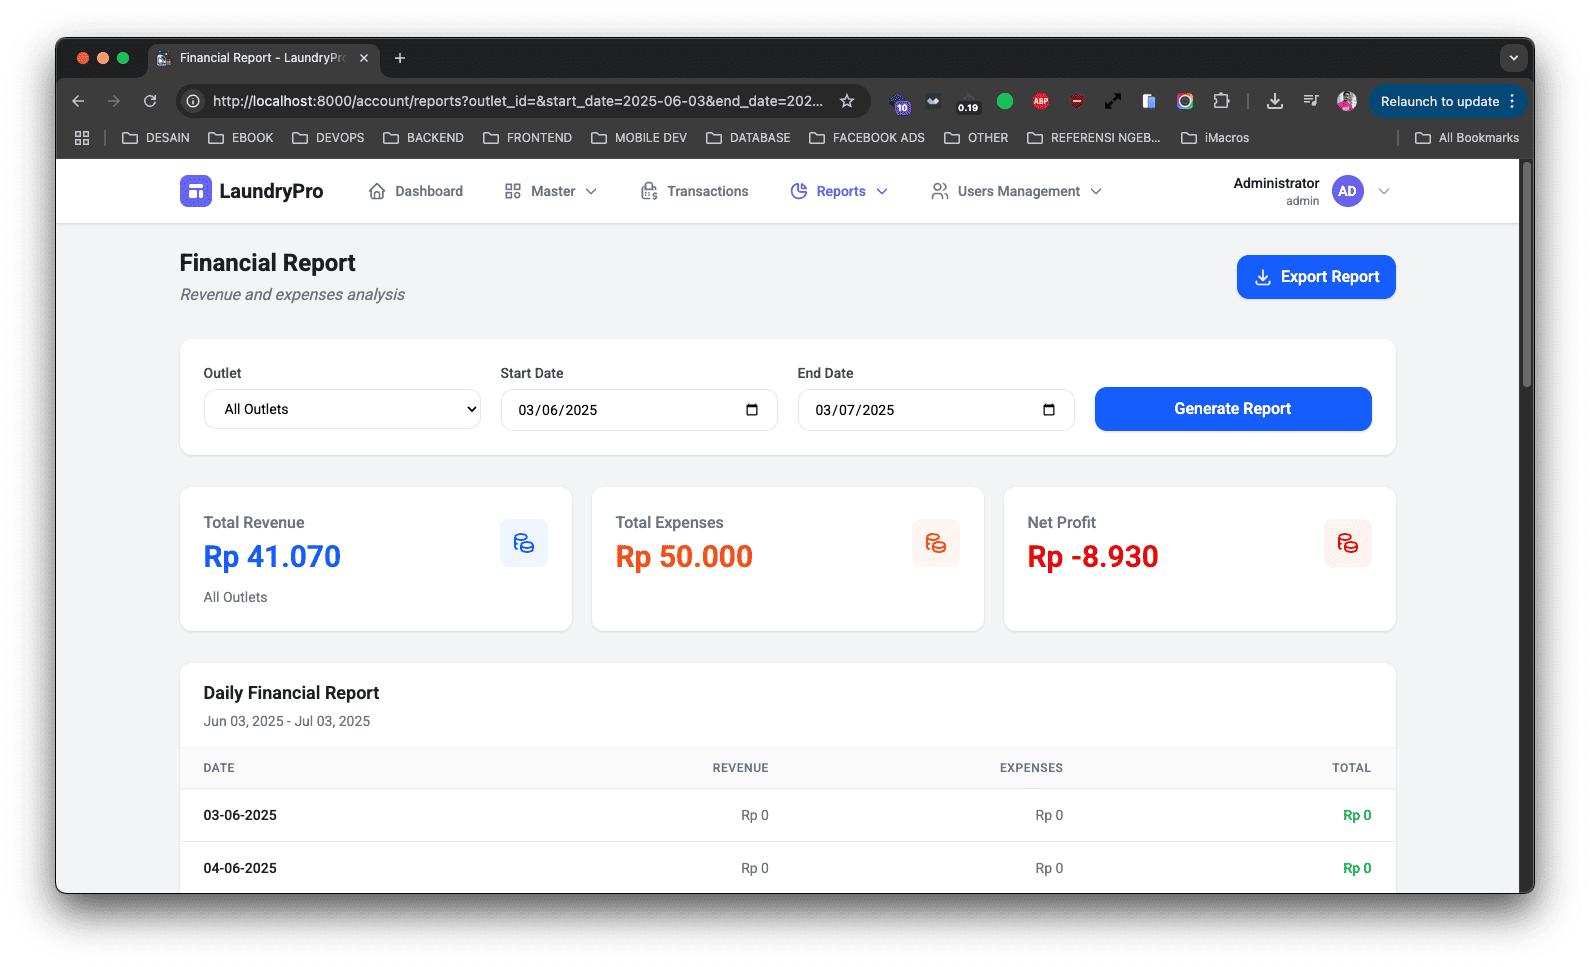 Financial Report - LaundryPr
http://localhost:8000/account/reports?outlet_id=&start_date=2025-06-03&end_date=202...
10
0.19
ABP
Relaunch to update
DESAIN
EBOOK
DEVOPS
BACKEND
FRONTEND
MOBILE DEV
DATABASE
FACEBOOK ADS
OTHER
REFERENSI NGEB...
iMacros
All Bookmarks
LaundryPro
Dashboard
Master
Transactions
Reports
Users Management
Administrator
admin
AD
Financial Report
Revenue and expenses analysis
Export Report
Outlet
Start Date
End Date
All Outlets
03/06/2025
03/07/2025
Generate Report
Total Revenue
Rp 41.070
All Outlets
Total Expenses
Rp 50.000
Net Profit
Rp -8.930
Daily Financial Report
Jun 03, 2025 - Jul 03, 2025
DATE REVENUE EXPENSES TOTAL
03-06-2025 Rp 0 Rp 0 Rp 0
04-06-2025 Rp 0 Rp 0 Rp 0